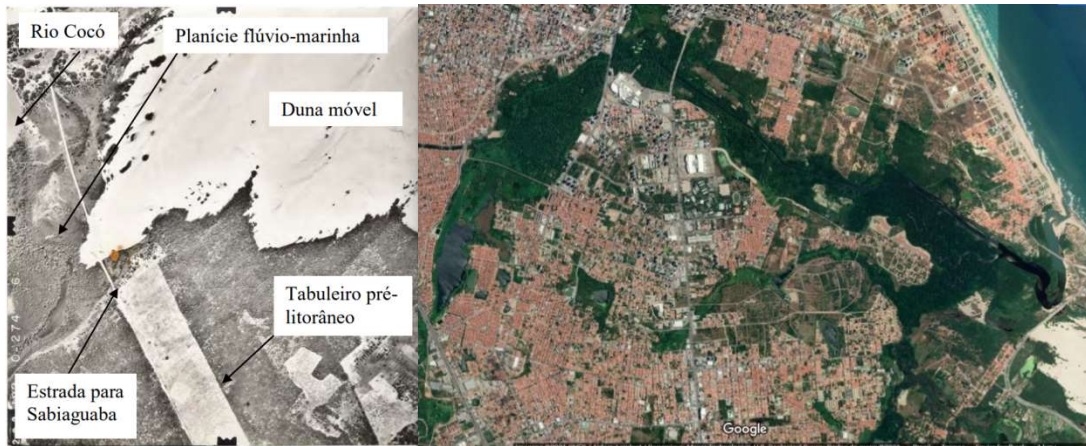 Rio Cocó
Planície flúvio-marinha
Duna móvel
Tabuleiro pré-
litorâneo
Estrada para
Sabiaguaba
Google